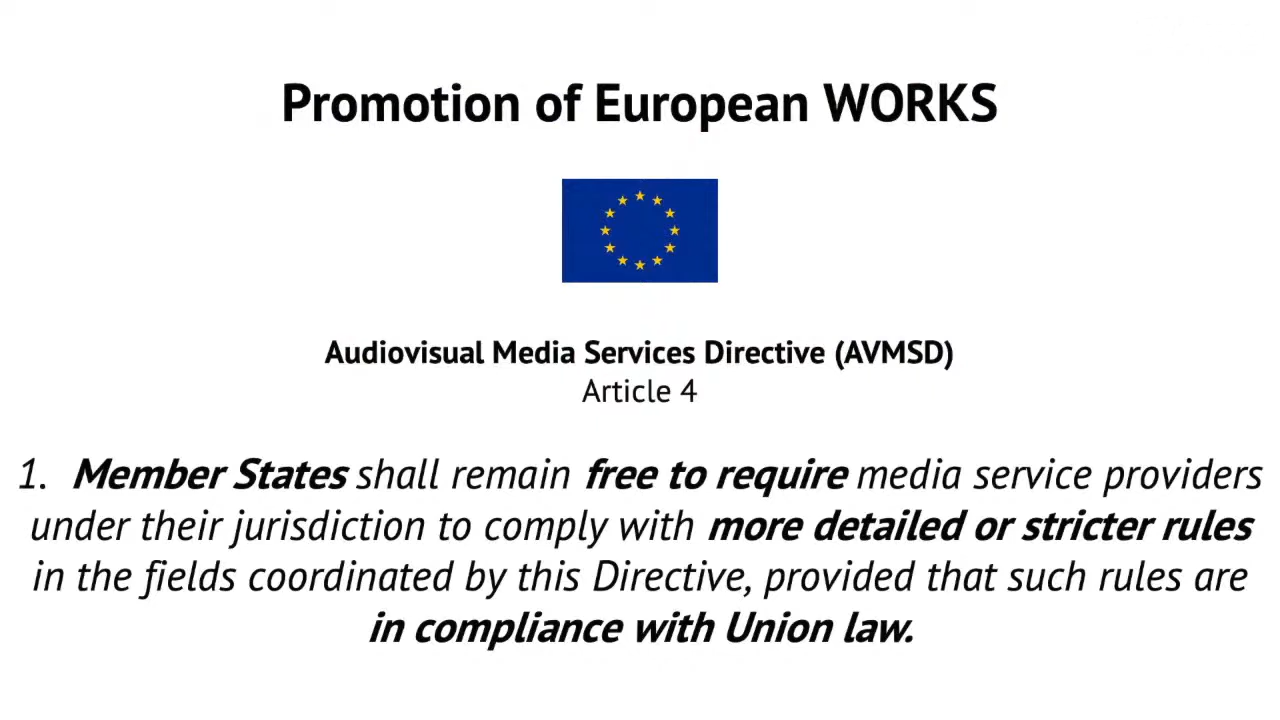 Promotion of European WORKS
Audiovisual Media Services Directive (AVMSD)
Article 4
1. Member States shall remain free to require media service providers
under their jurisdiction to comply with more detailed or stricter rules
in the fields coordinated by this Directive, provided that such rules are
in compliance with Union law.